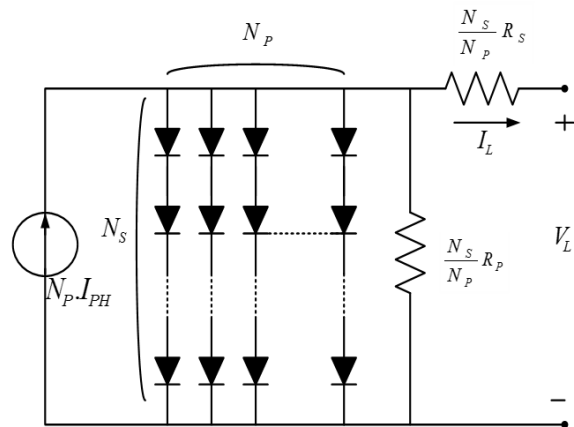 N_P
N_S/N_P R_S
I_L
+
N_S
V_L
N_S/N_P R_P
N_P.I_PH
−